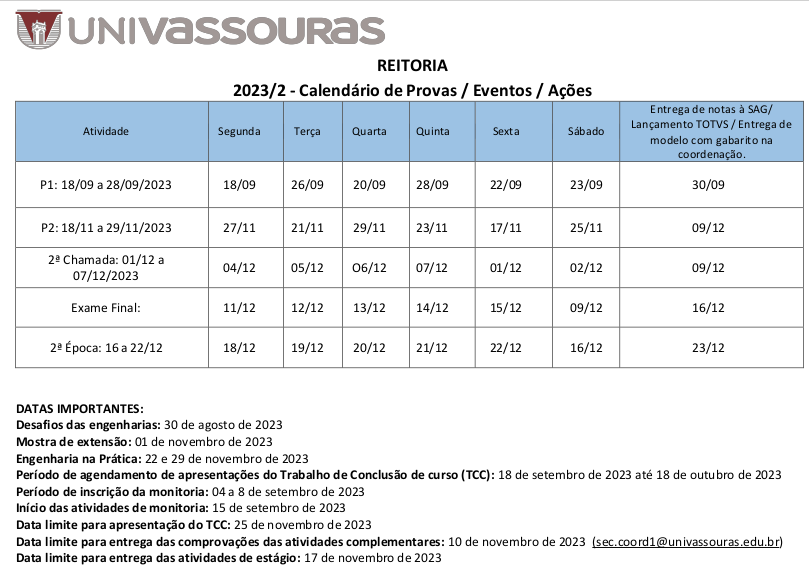 UNIVASSOURAS
REITORIA
2023/2 - Calendário de Provas / Eventos / Ações
Atividade Segunda Terça Quarta Quinta Sexta Sábado Entrega de notas à SAG/
Lançamento TOTVS / Entrega de
modelo com gabarito na
coordenação.
P1: 18/09 a 28/09/2023 18/09 26/09 20/09 28/09 22/09 23/09 30/09
P2: 18/11 a 29/11/2023 27/11 21/11 29/11 23/11 17/11 25/11 09/12
2ª Chamada: 01/12 a
07/12/2023 04/12 05/12 O6/12 07/12 01/12 02/12 09/12
Exame Final: 11/12 12/12 13/12 14/12 15/12 09/12 16/12
2ª Época: 16 a 22/12 18/12 19/12 20/12 21/12 22/12 16/12 23/12
DATAS IMPORTANTES:
Desafios das engenharias: 30 de agosto de 2023
Mostra de extensão: 01 de novembro de 2023
Engenharia na Prática: 22 e 29 de novembro de 2023
Período de agendamento de apresentações do Trabalho de Conclusão de curso (TCC): 18 de setembro de 2023 até 18 de outubro de 2023
Período de inscrição da monitoria: 04 a 8 de setembro de 2023
Início das atividades de monitoria: 15 de setembro de 2023
Data limite para apresentação do TCC: 25 de novembro de 2023
Data limite para entrega das comprovações das atividades complementares: 10 de novembro de 2023 (sec.coord1@univassouras.edu.br)
Data limite para entrega das atividades de estágio: 17 de novembro de 2023